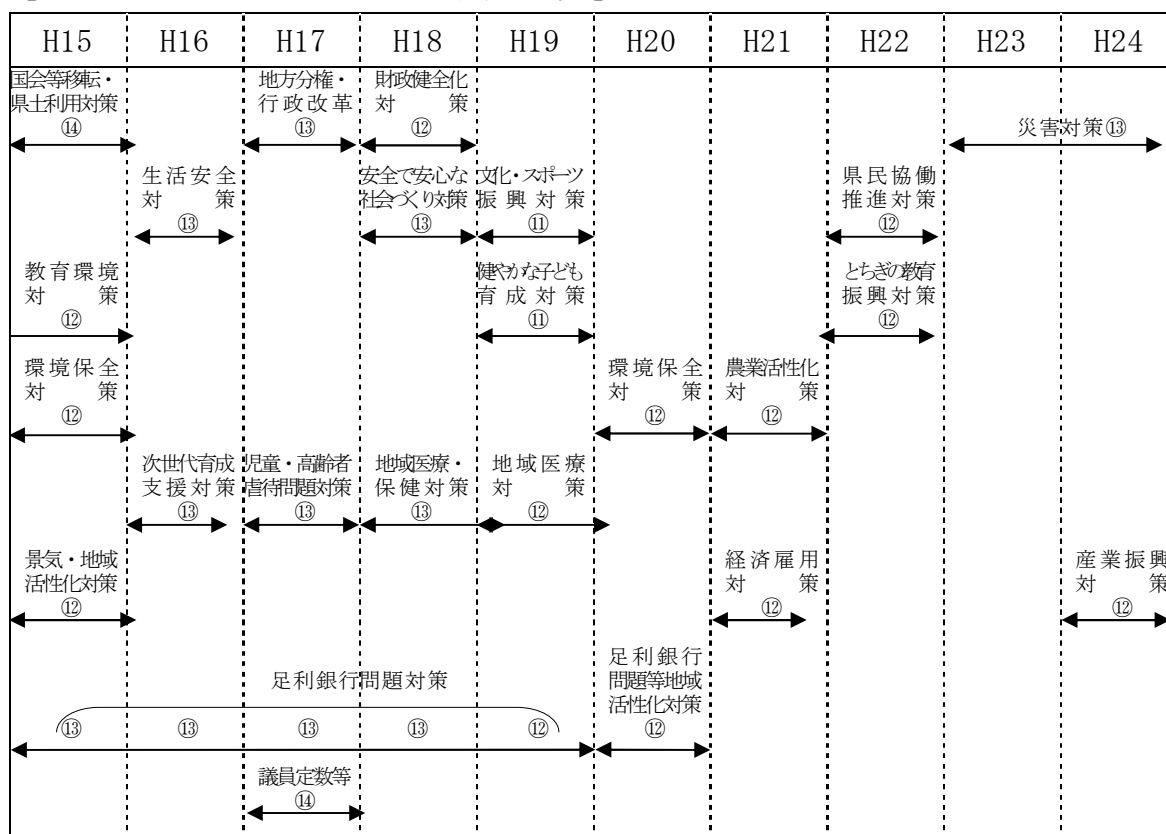 H15 H16 H17 H18 H19 H20 H21 H22 H23 H24
国会等移転・
県土利用対策
⑭
地方分権・
行政改革
⑬
財政健全化
対策
⑫
災害対策⑬
生活安全
対策
⑬
安全で安心な
社会づくり対策
⑬
文化・スポーツ
振興対策
⑪
県民協働
推進対策
⑫
教育環境
対策
⑫
健やかな子ども
育成対策
⑪
とちぎの教育
振興対策
⑫
環境保全
対策
⑫
環境保全
対策
⑫
農業活性化
対策
⑫
次世代育成
支援対策
⑬
児童・高齢者
虐待問題対策
⑬
地域医療・
保健対策
⑬
地域医療
対策
⑫
景気・地域
活性化対策
⑫
経済雇用
対策
⑫
産業振興
対策
⑫
足利銀行問題対策
⑬ ⑬ ⑬ ⑬ ⑫
足利銀行
問題等地域
活性化対策
⑫
議員定数等
⑭